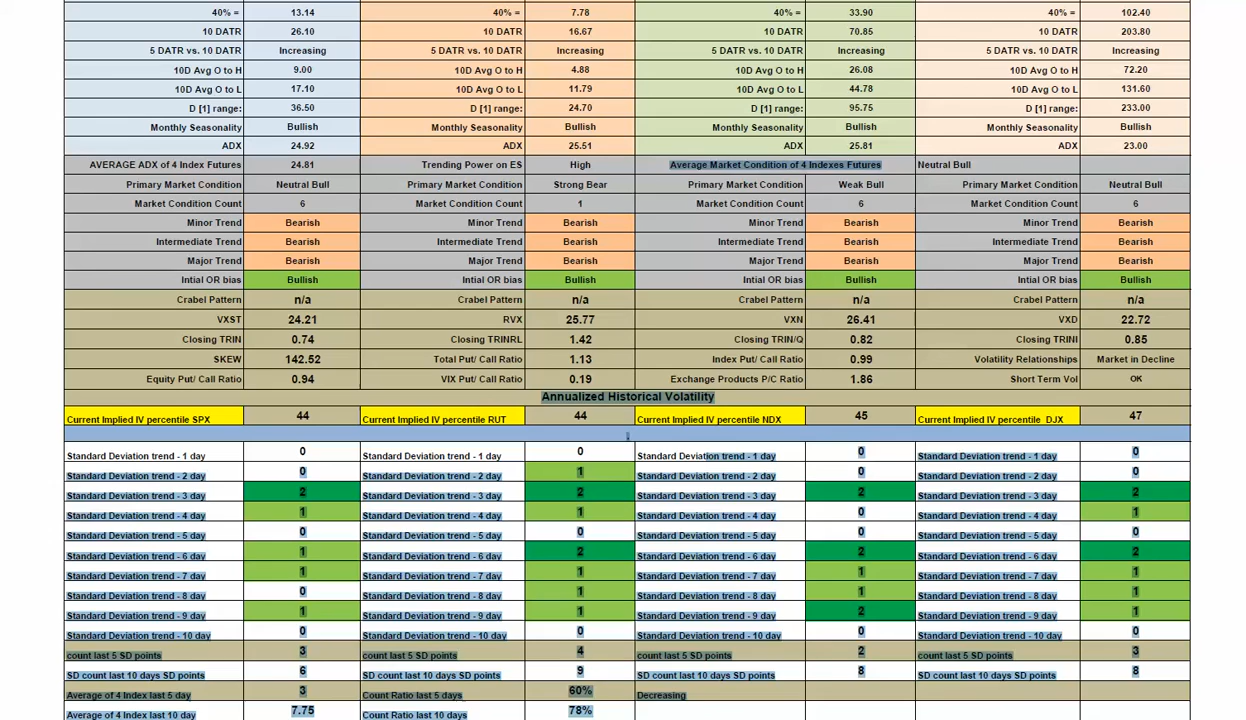 40% = 13.14 40% = 7.78 40% = 33.90 40% = 102.40
10 DATR 26.10 10 DATR 16.67 10 DATR 70.85 10 DATR 203.80
5 DATR vs. 10 DATR Increasing 5 DATR vs. 10 DATR Increasing 5 DATR vs. 10 DATR Increasing 5 DATR vs. 10 DATR Increasing
10D Avg O to H 9.00 10D Avg O to H 4.88 10D Avg O to H 26.08 10D Avg O to H 72.20
10D Avg O to L 17.10 10D Avg O to L 11.79 10D Avg O to L 44.78 10D Avg O to L 131.60
D [1] range: 36.50 D [1] range: 24.70 D [1] range: 95.75 D [1] range: 233.00
Monthly Seasonality Bullish Monthly Seasonality Bullish Monthly Seasonality Bullish Monthly Seasonality Bullish
ADX 24.92 ADX 25.51 ADX 25.81 ADX 23.00
AVERAGE ADX of 4 Index Futures 24.81 Trending Power on ES High Average Market Condition of 4 Indexes Futures Neutral Bull
Primary Market Condition Neutral Bull Primary Market Condition Strong Bear Primary Market Condition Weak Bull Primary Market Condition Neutral Bull
Market Condition Count 6 Market Condition Count 1 Market Condition Count 6 Market Condition Count 6
Minor Trend Bearish Minor Trend Bearish Minor Trend Bearish Minor Trend Bearish
Intermediate Trend Bearish Intermediate Trend Bearish Intermediate Trend Bearish Intermediate Trend Bearish
Major Trend Bearish Major Trend Bearish Major Trend Bearish Major Trend Bearish
Intial OR bias Bullish Intial OR bias Bullish Intial OR bias Bullish Intial OR bias Bullish
Crabel Pattern n/a Crabel Pattern n/a Crabel Pattern n/a Crabel Pattern n/a
VXST 24.21 RVX 25.77 VXN 26.41 VXD 22.72
Closing TRIN 0.74 Closing TRINRL 1.42 Closing TRIN/Q 0.82 Closing TRINI 0.85
SKEW 142.52 Total Put/ Call Ratio 1.13 Index Put/ Call Ratio 0.99 Volatility Relationships Market in Decline
Equity Put/ Call Ratio 0.94 VIX Put/ Call Ratio 0.19 Exchange Products P/C Ratio 1.86 Short Term Vol OK
Annualized Historical Volatility
Current Implied IV percentile SPX 44 Current Implied IV percentile RUT 44 Current Implied IV percentile NDX 45 Current Implied IV percentile DJX 47
Standard Deviation trend - 1 day 0 Standard Deviation trend - 1 day 0 Standard Deviation trend - 1 day 0 Standard Deviation trend - 1 day 0
Standard Deviation trend - 2 day 0 Standard Deviation trend - 2 day 1 Standard Deviation trend - 2 day 0 Standard Deviation trend - 2 day 0
Standard Deviation trend - 3 day 2 Standard Deviation trend - 3 day 2 Standard Deviation trend - 3 day 2 Standard Deviation trend - 3 day 2
Standard Deviation trend - 4 day 1 Standard Deviation trend - 4 day 1 Standard Deviation trend - 4 day 0 Standard Deviation trend - 4 day 1
Standard Deviation trend - 5 day 0 Standard Deviation trend - 5 day 0 Standard Deviation trend - 5 day 0 Standard Deviation trend - 5 day 0
Standard Deviation trend - 6 day 1 Standard Deviation trend - 6 day 2 Standard Deviation trend - 6 day 2 Standard Deviation trend - 6 day 2
Standard Deviation trend - 7 day 1 Standard Deviation trend - 7 day 1 Standard Deviation trend - 7 day 1 Standard Deviation trend - 7 day 1
Standard Deviation trend - 8 day 0 Standard Deviation trend - 8 day 1 Standard Deviation trend - 8 day 1 Standard Deviation trend - 8 day 1
Standard Deviation trend - 9 day 1 Standard Deviation trend - 9 day 1 Standard Deviation trend - 9 day 2 Standard Deviation trend - 9 day 1
Standard Deviation trend - 10 day 0 Standard Deviation trend - 10 day 0 Standard Deviation trend - 10 day 0 Standard Deviation trend - 10 day 0
count last 5 SD points 3 count last 5 SD points 4 count last 5 SD points 2 count last 5 SD points 3
SD count last 10 days SD points 6 SD count last 10 days SD points 9 SD count last 10 days SD points 8 SD count last 10 days SD points 8
Average of 4 Index last 5 day 3 Count Ratio last 5 days 60% Decreasing
Average of 4 Index last 10 day 7.75 Count Ratio last 10 days 78%